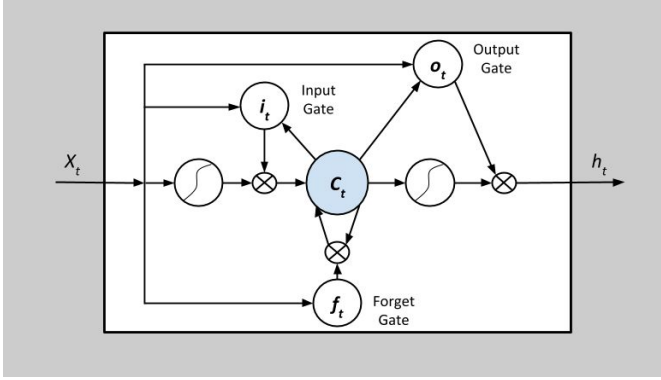 Output
Gate
o_t
Input
Gate
i_t
X_t
C_t
h_t
f_t
Forget
Gate